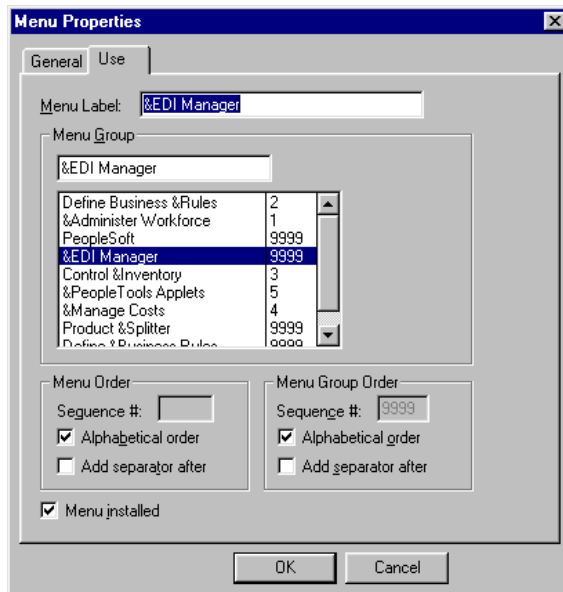 Menu Properties
General Use
Menu Label: &EDI Manager
Menu Group
&EDI Manager
Define Business &Rules 2
&Administer Workforce 1
PeopleSoft 9999
&EDI Manager 9999
Control &Inventory 3
&PeopleTools Applets 5
&Manage Costs 4
Product &Splitter 9999
Define &Business Rules 9999
Menu Order Menu Group Order
Sequence #: Sequence #: 9999
Alphabetical order Alphabetical order
Add separator after Add separator after
Menu installed
OK Cancel